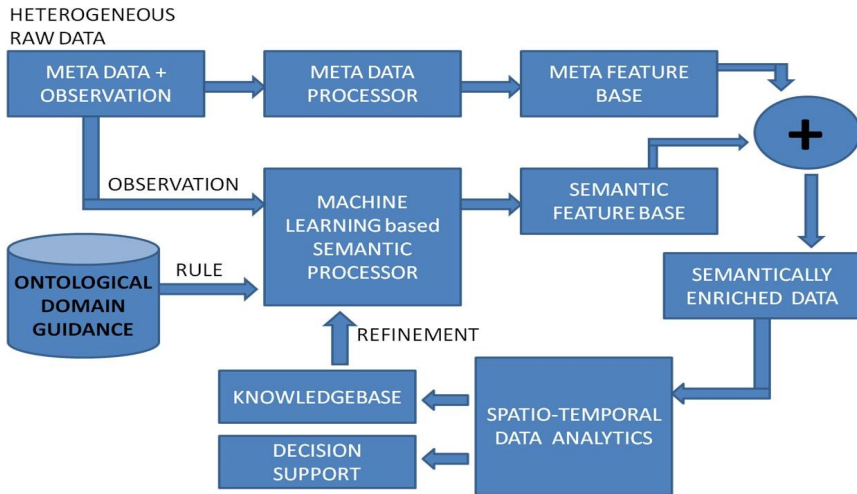 HETEROGENEOUS
RAW DATA
META DATA +
OBSERVATION
META DATA
PROCESSOR
META FEATURE
BASE
+
OBSERVATION
MACHINE
LEARNING based
SEMANTIC
PROCESSOR
SEMANTIC
FEATURE BASE
ONTOLOGICAL
DOMAIN
GUIDANCE
RULE
SEMANTICALLY
ENRICHED DATA
REFINEMENT
KNOWLEDGEBASE
SPATIO-TEMPORAL
DATA ANALYTICS
DECISION
SUPPORT